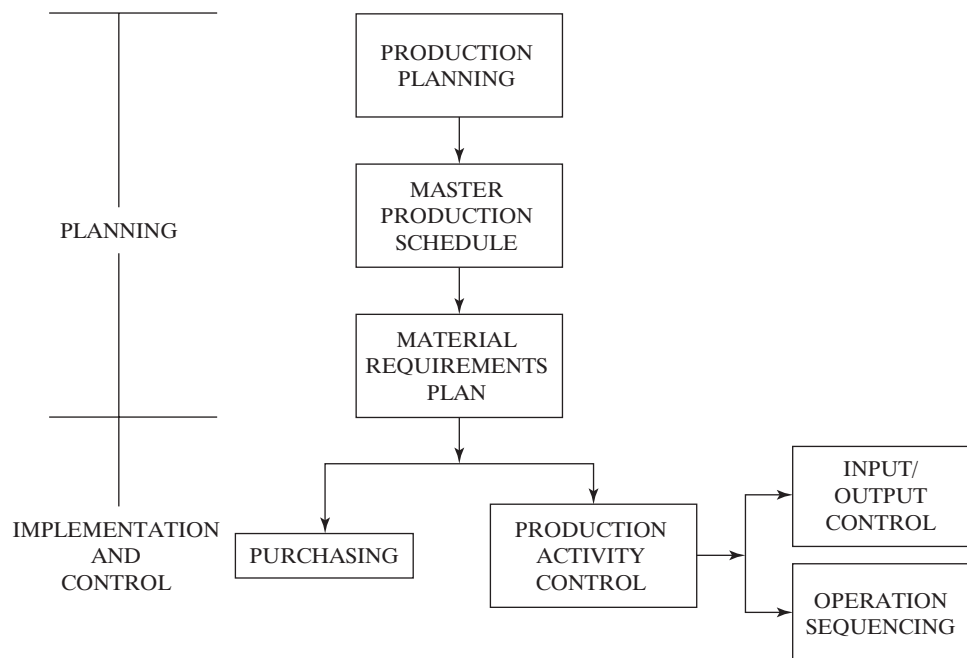 PRODUCTION
PLANNING
MASTER
PRODUCTION
SCHEDULE
PLANNING
MATERIAL
REQUIREMENTS
PLAN
INPUT/
OUTPUT
CONTROL
IMPLEMENTATION
AND
CONTROL
PURCHASING
PRODUCTION
ACTIVITY
CONTROL
OPERATION
SEQUENCING